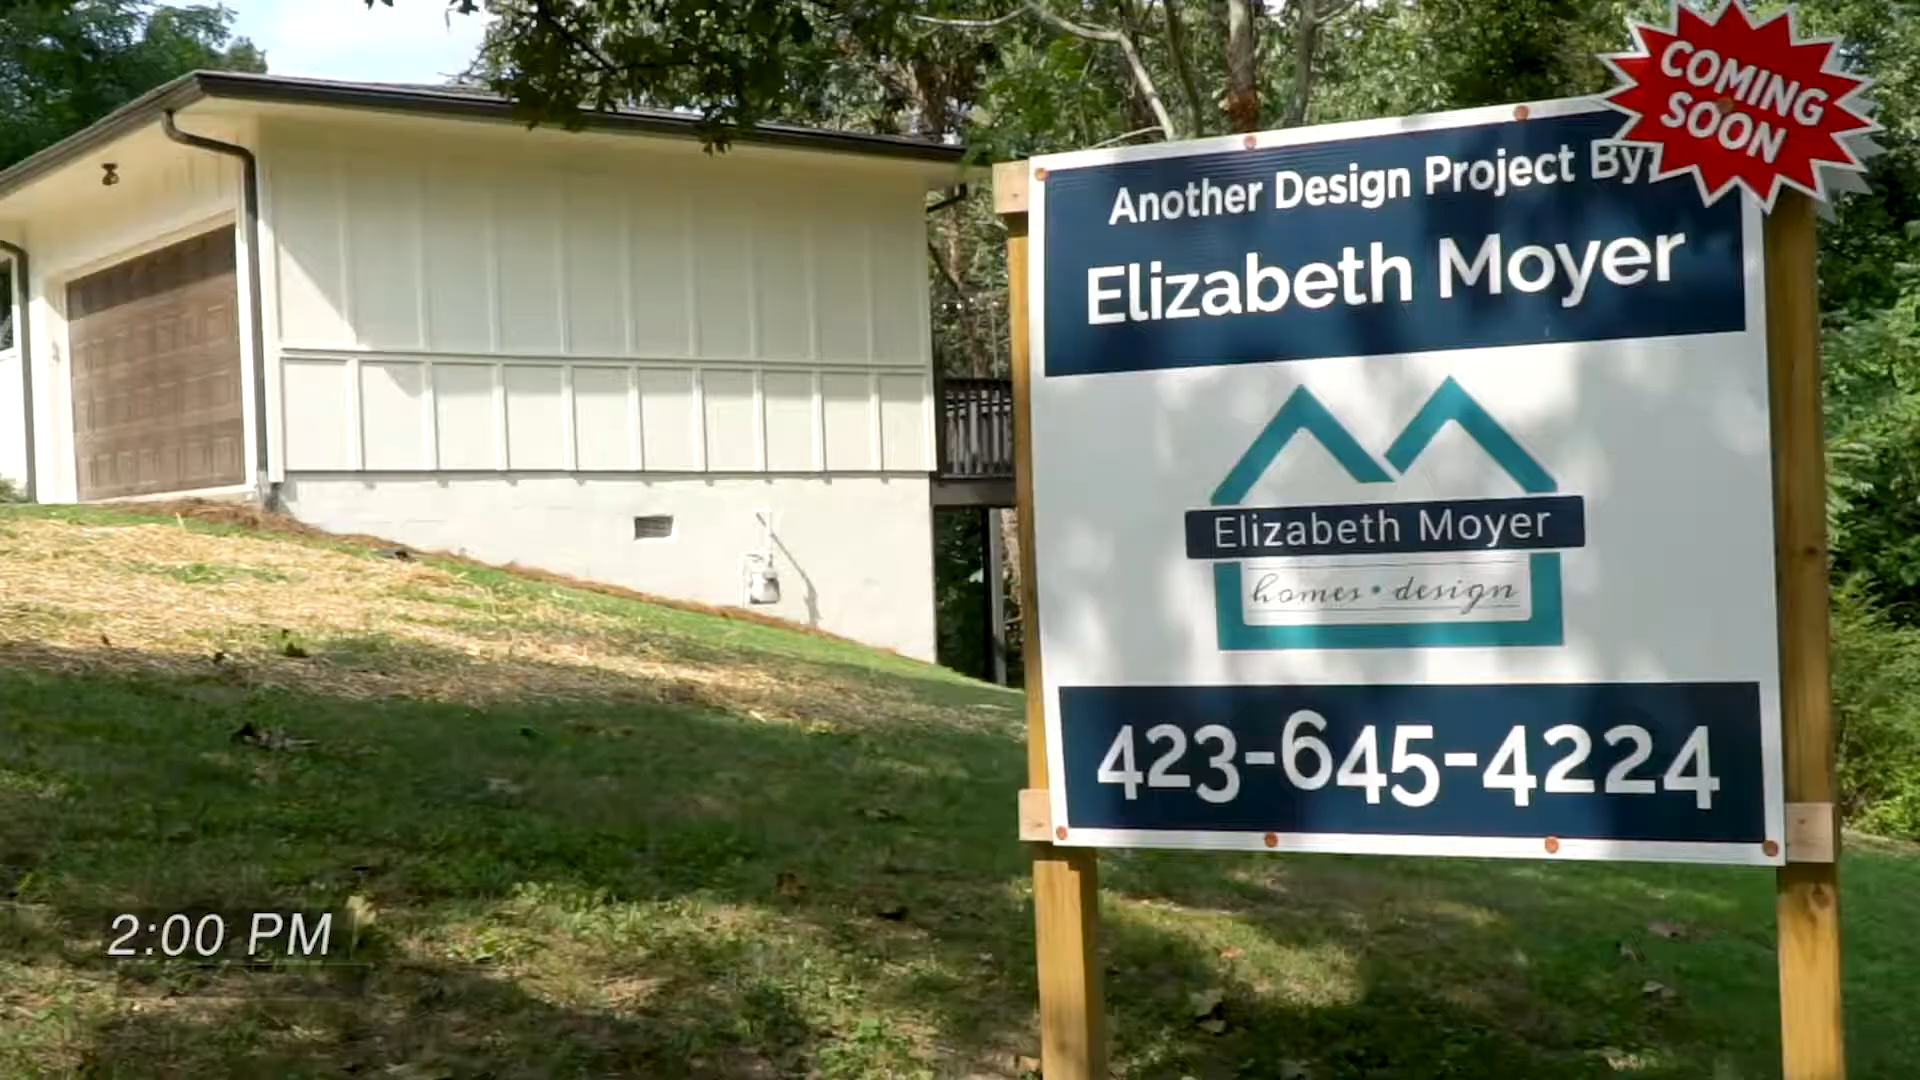 COMING
SOON
Another Design Project By:
Elizabeth Moyer
Elizabeth Moyer
homes • design
423-645-4224
2:00 PM